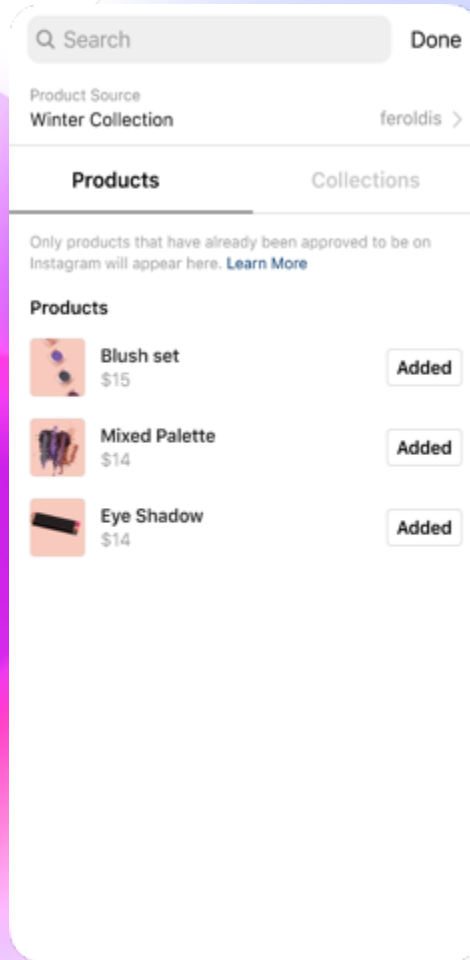 Search
Done
Product Source
Winter Collection
feroldis
Products
Collections
Only products that have already been approved to be on
Instagram will appear here. Learn More
Products
Blush set
$15
Added
Mixed Palette
$14
Added
Eye Shadow
$14
Added